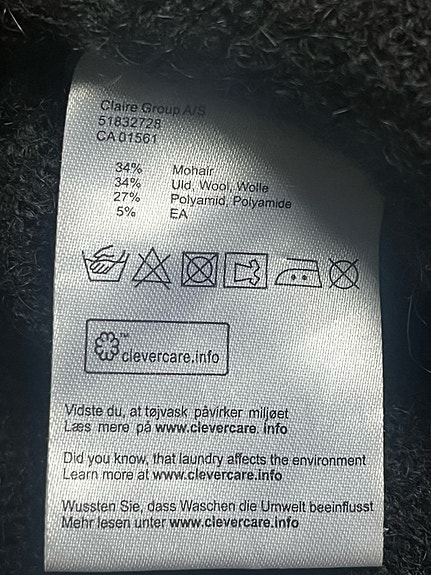 Claire Group A/S
51832728
CA 01561
34% Mohair
34% Uld, Wool, Wolle
27% Polyamid, Polyamide
5% EA
™
clevercare.info
Vidste du, at tøjvask påvirker miljøet
Læs mere på www.clevercare. info
Did you know, that laundry affects the environment
Learn more at www.clevercare.info
Wussten Sie, dass Waschen die Umwelt beeinflusst
Mehr lesen unter www.clevercare.info